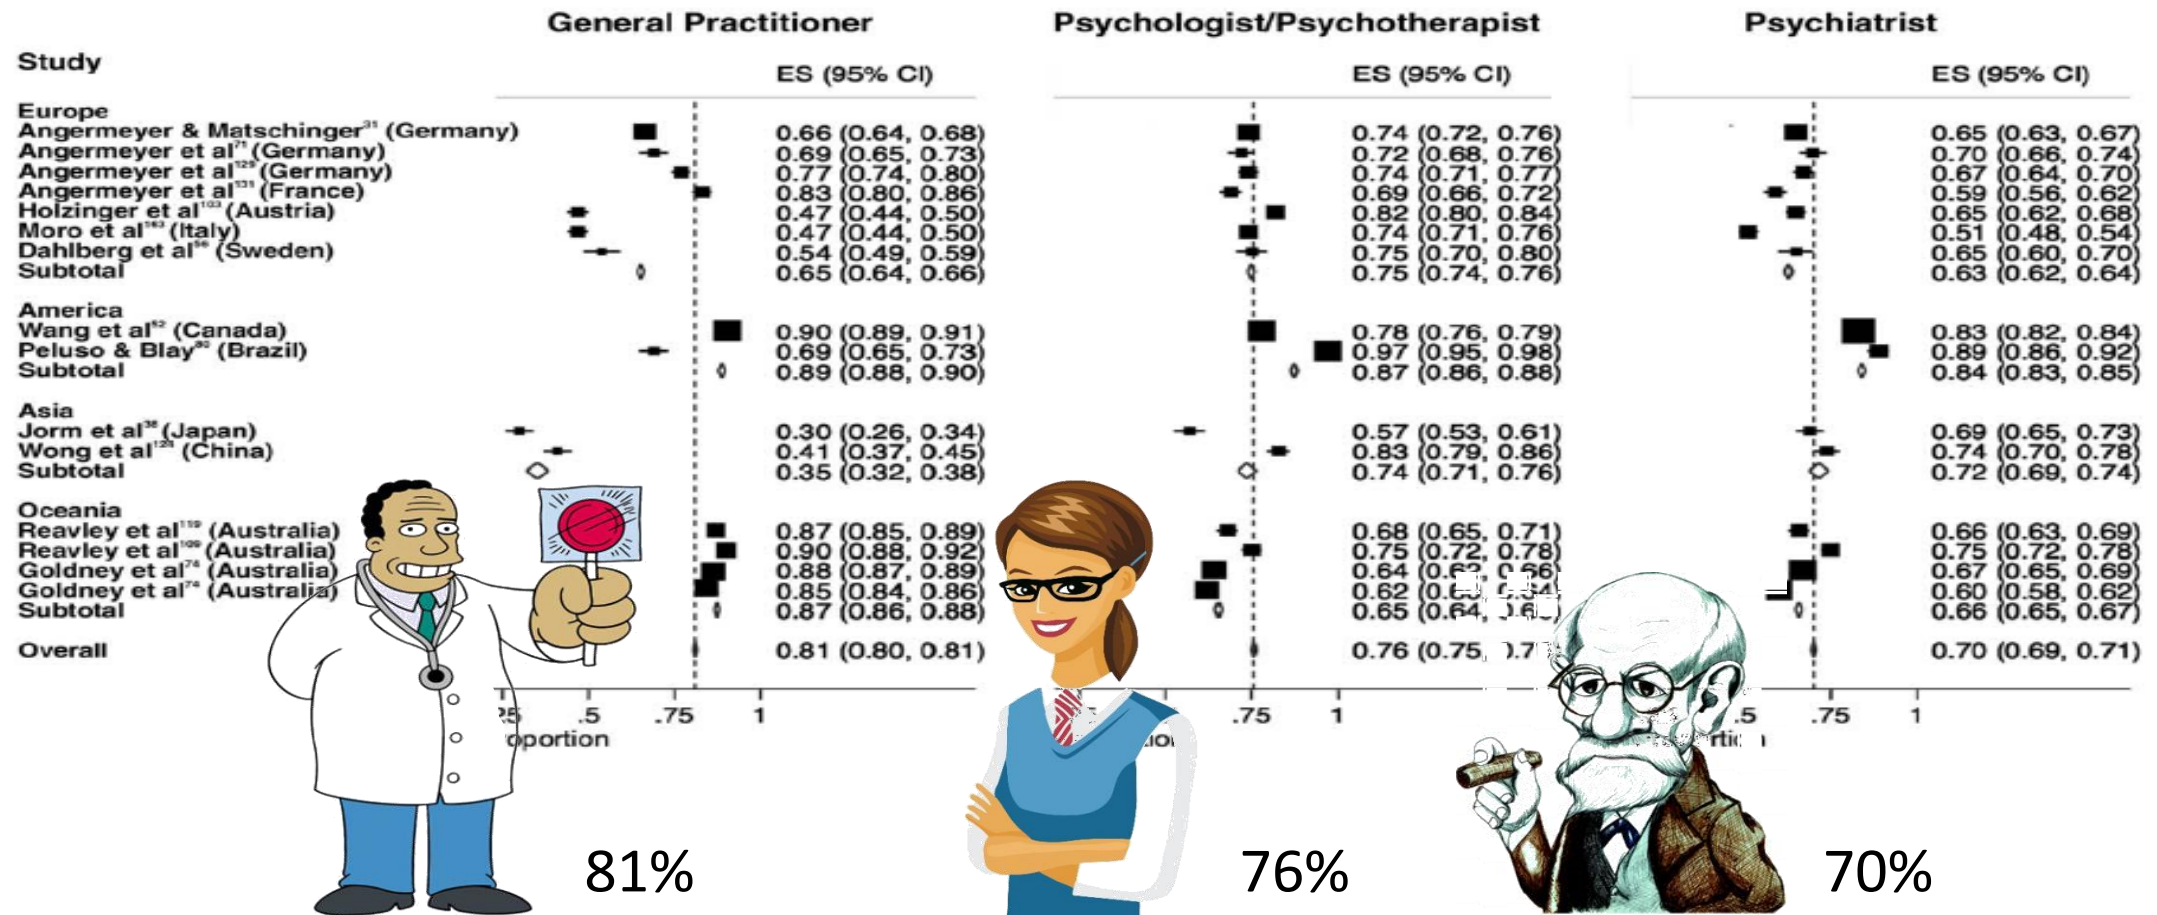 General Practitioner Psychologist/Psychotherapist Psychiatrist
Study
ES (95% CI) ES (95% CI) ES (95% CI)
Europe
Angermeyer & Matschinger³¹ (Germany) 0.66 (0.64, 0.68) 0.74 (0.72, 0.76) 0.65 (0.63, 0.67)
Angermeyer et al⁷¹ (Germany) 0.69 (0.65, 0.73) 0.72 (0.68, 0.76) 0.70 (0.66, 0.74)
Angermeyer et al¹²⁹ (Germany) 0.77 (0.74, 0.80) 0.74 (0.71, 0.77) 0.67 (0.64, 0.70)
Angermeyer et al¹³¹ (France) 0.83 (0.80, 0.86) 0.69 (0.66, 0.72) 0.59 (0.56, 0.62)
Holzinger et al¹⁰³ (Austria) 0.47 (0.44, 0.50) 0.82 (0.80, 0.84) 0.65 (0.62, 0.68)
Moro et al¹⁶³ (Italy) 0.47 (0.44, 0.50) 0.74 (0.71, 0.76) 0.51 (0.48, 0.54)
Dahlberg et al (Sweden) 0.54 (0.49, 0.59) 0.75 (0.70, 0.80) 0.65 (0.60, 0.70)
Subtotal 0.65 (0.64, 0.66) 0.75 (0.74, 0.76) 0.63 (0.62, 0.64)
America
Wang et al (Canada) 0.90 (0.89, 0.91) 0.78 (0.76, 0.79) 0.83 (0.82, 0.84)
Peluso & Blay (Brazil) 0.69 (0.65, 0.73) 0.97 (0.95, 0.98) 0.89 (0.86, 0.92)
Subtotal 0.89 (0.88, 0.90) 0.87 (0.86, 0.88) 0.84 (0.83, 0.85)
Asia
Jorm et al³⁸ (Japan) 0.30 (0.26, 0.34) 0.57 (0.53, 0.61) 0.69 (0.65, 0.73)
Wong et al (China) 0.41 (0.37, 0.45) 0.83 (0.79, 0.86) 0.74 (0.70, 0.78)
Subtotal 0.35 (0.32, 0.38) 0.74 (0.71, 0.76) 0.72 (0.69, 0.74)
Oceania
Reavley et al¹¹⁹ (Australia) 0.87 (0.85, 0.89) 0.68 (0.65, 0.71) 0.66 (0.63, 0.69)
Reavley et al (Australia) 0.90 (0.88, 0.92) 0.75 (0.72, 0.78) 0.75 (0.72, 0.78)
Goldney et al⁷⁴ (Australia) 0.88 (0.87, 0.89) 0.64 0.67 (0.65, 0.69)
Goldney et al⁷⁴ (Australia) 0.85 (0.84, 0.86) 0.62 0.60 (0.58, 0.62)
Subtotal 0.87 (0.86, 0.88) 0.65 0.66 (0.65, 0.67)
Overall 0.81 (0.80, 0.81) 0.76 (0.75, 0.70 (0.69, 0.71)
.5 .75 1 .75 1 .5 .75 1
81% 76% 70%